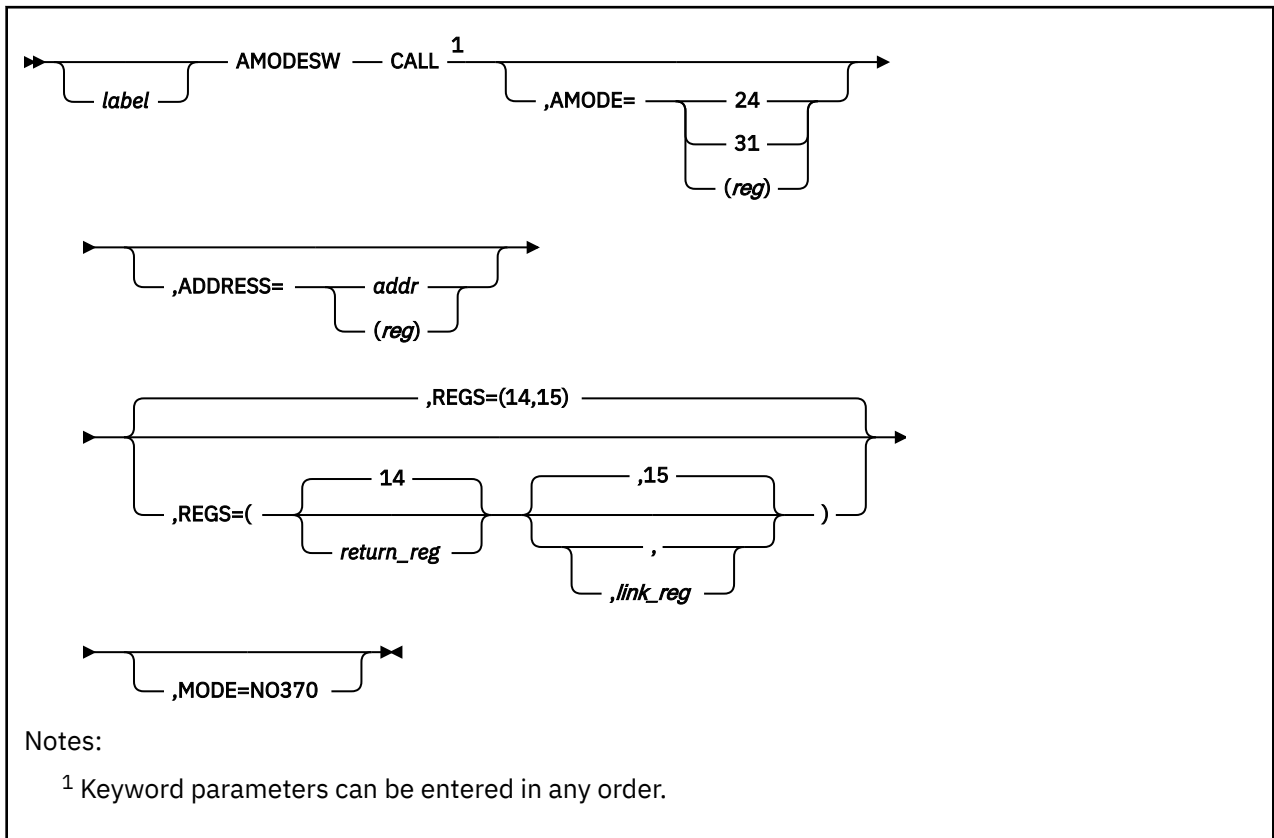 AMODESW CALL 1
label
,AMODE= 24
31
(reg)
,ADDRESS= addr
(reg)
,REGS=(14,15)
14 ,15
,REGS=( )
return_reg ,
,link_reg
,MODE=NO370
Notes:
1 Keyword parameters can be entered in any order.